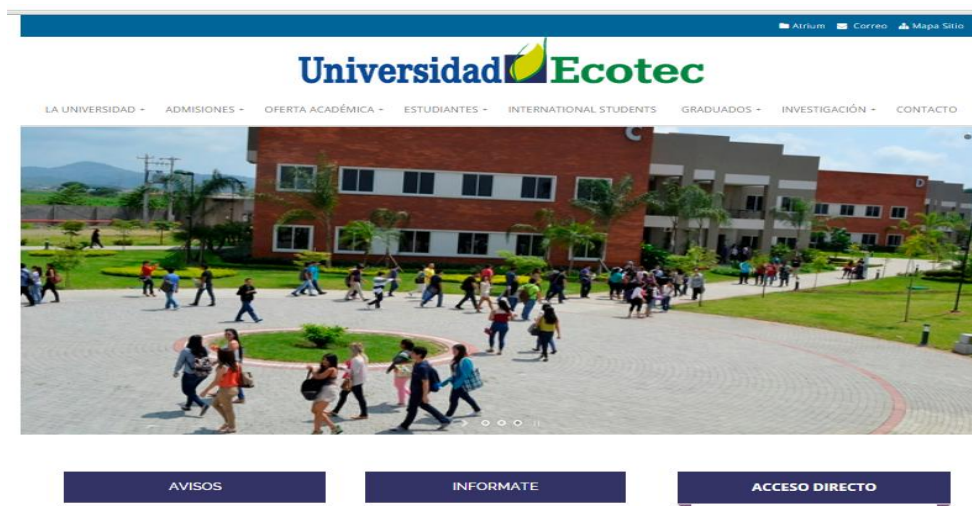 Atrium Correo Mapa Sitio
Universidad Ecotec
LA UNIVERSIDAD ADMISIONES OFERTA ACADÉMICA ESTUDIANTES INTERNATIONAL STUDENTS GRADUADOS INVESTIGACIÓN CONTACTO
C
D
AVISOS INFORMATE ACCESO DIRECTO